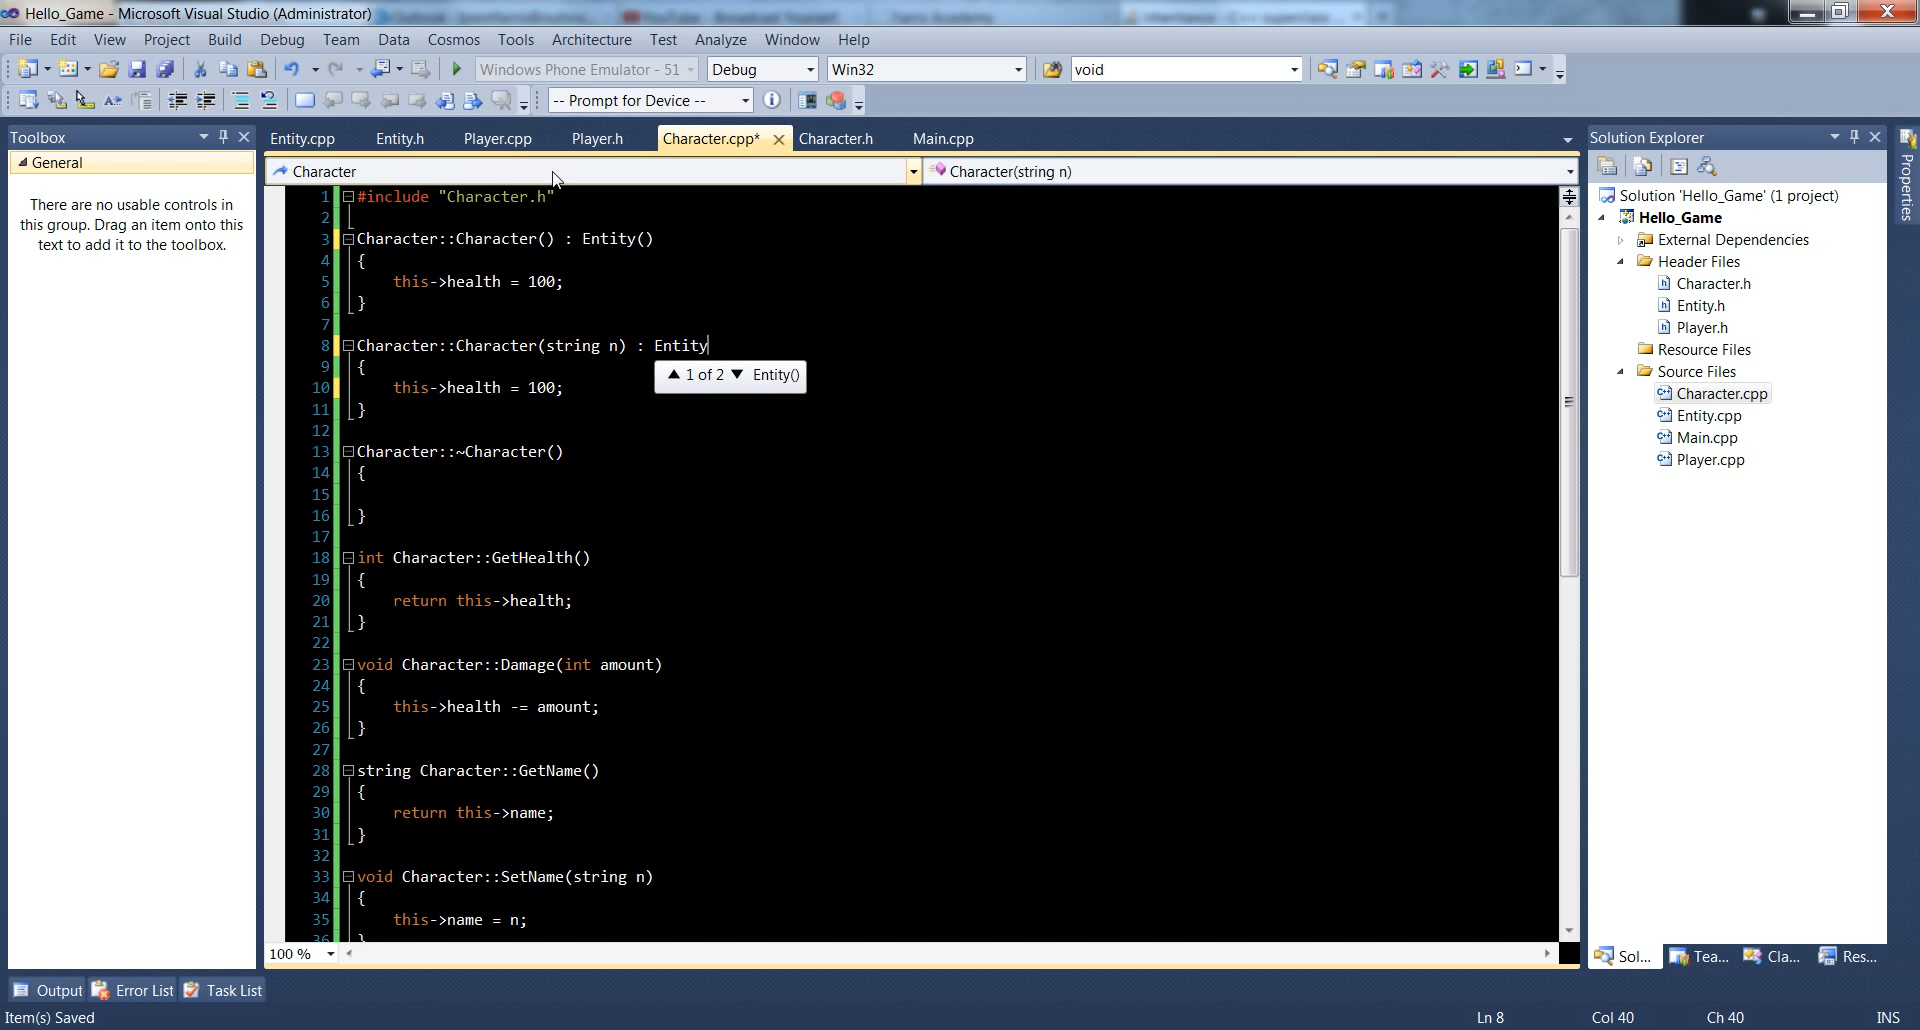 Hello_Game - Microsoft Visual Studio (Administrator)
File Edit View Project Build Debug Team Data Cosmos Tools Architecture Test Analyze Window Help
Windows Phone Emulator - 51 Debug Win32 void
-- Prompt for Device --
Toolbox
General
There are no usable controls in
this group. Drag an item onto this
text to add it to the toolbox.
Entity.cpp Entity.h Player.cpp Player.h Character.cpp* Character.h Main.cpp
Character Character(string n)
1 #include "Character.h"
2
3 Character::Character() : Entity()
4 {
5 this->health = 100;
6 }
7
8 Character::Character(string n) : Entity
9 {
1 of 2 Entity()
10 this->health = 100;
11 }
12
13 Character::~Character()
14 {
15
16 }
17
18 int Character::GetHealth()
19 {
20 return this->health;
21 }
22
23 void Character::Damage(int amount)
24 {
25 this->health -= amount;
26 }
27
28 string Character::GetName()
29 {
30 return this->name;
31 }
32
33 void Character::SetName(string n)
34 {
35 this->name = n;
36 }
100 %
Solution Explorer
Solution 'Hello_Game' (1 project)
Hello_Game
External Dependencies
Header Files
Character.h
Entity.h
Player.h
Resource Files
Source Files
Character.cpp
Entity.cpp
Main.cpp
Player.cpp
Sol... Tea... Cla... Res...
Properties
Output Error List Task List
Item(s) Saved Ln 8 Col 40 Ch 40 INS